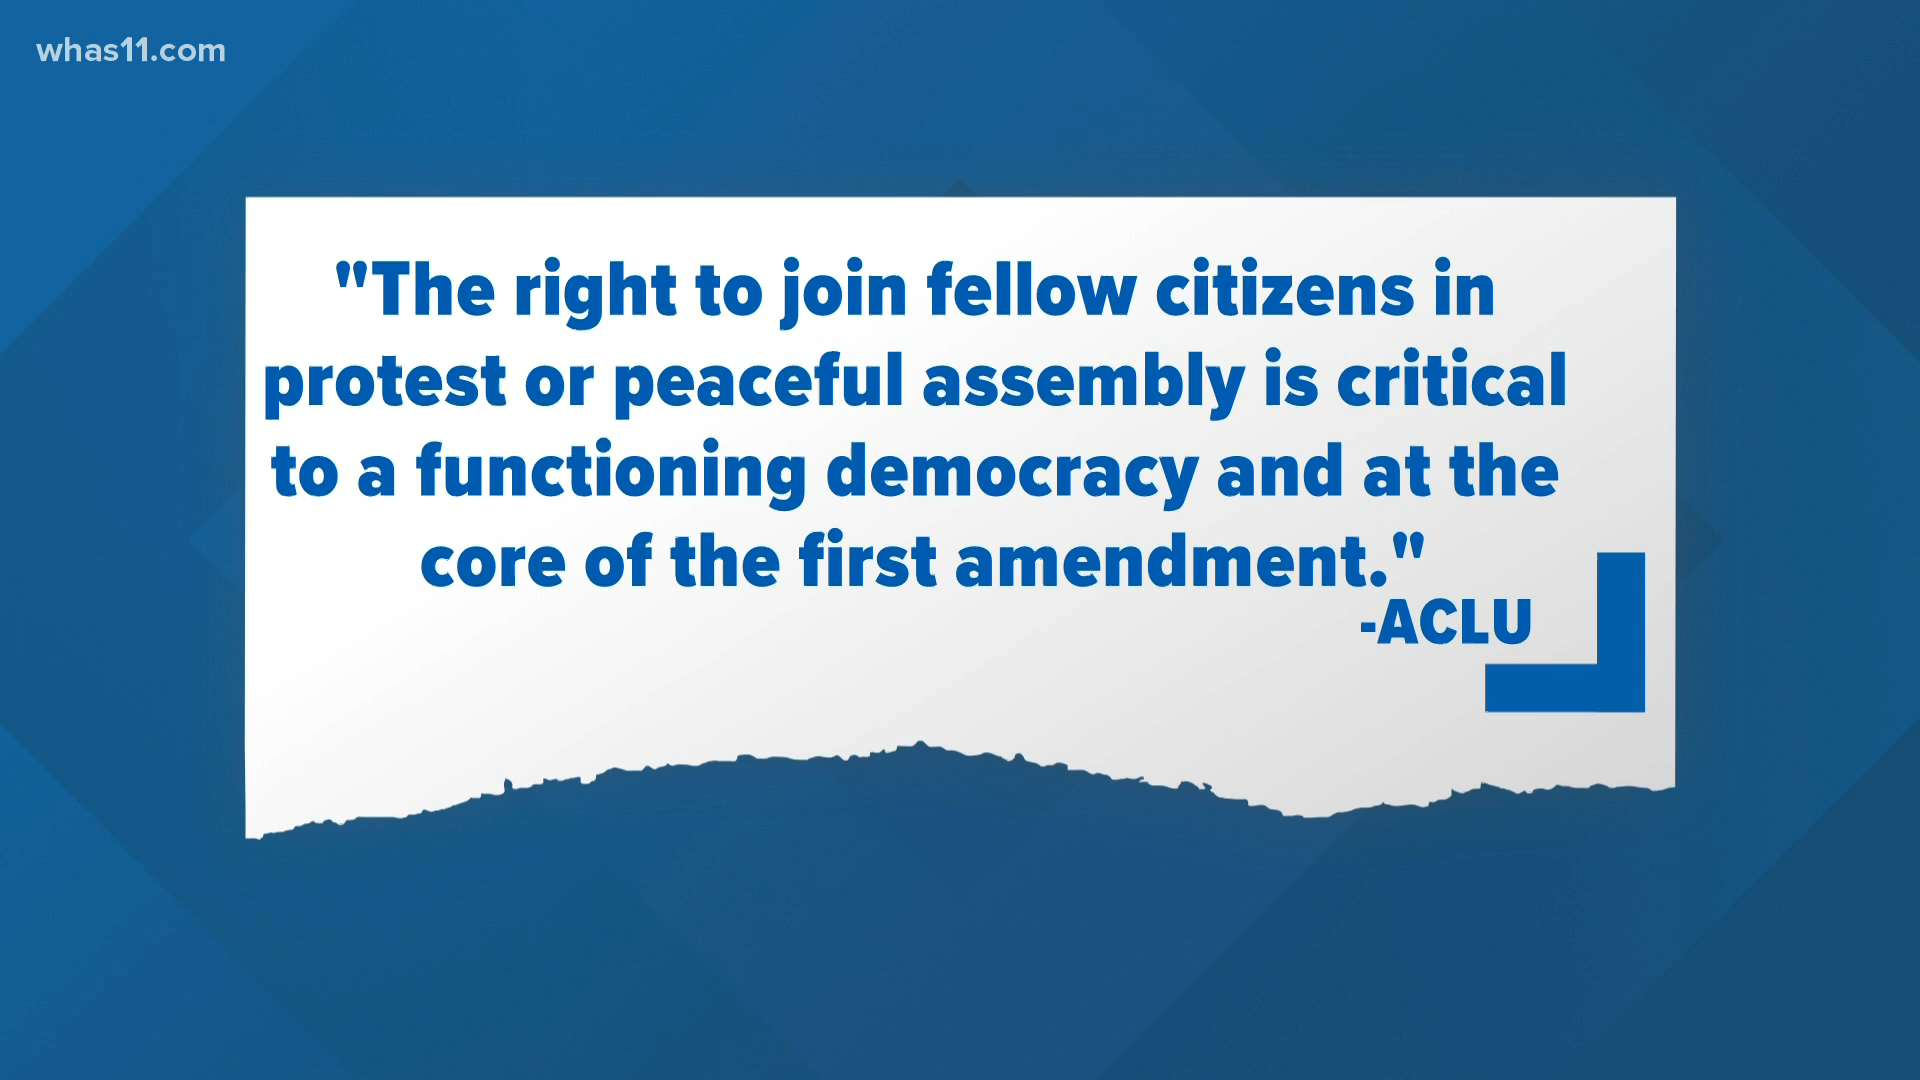 whas11.com
"The right to join fellow citizens in
protest or peaceful assembly is critical
to a functioning democracy and at the
core of the first amendment."
-ACLU